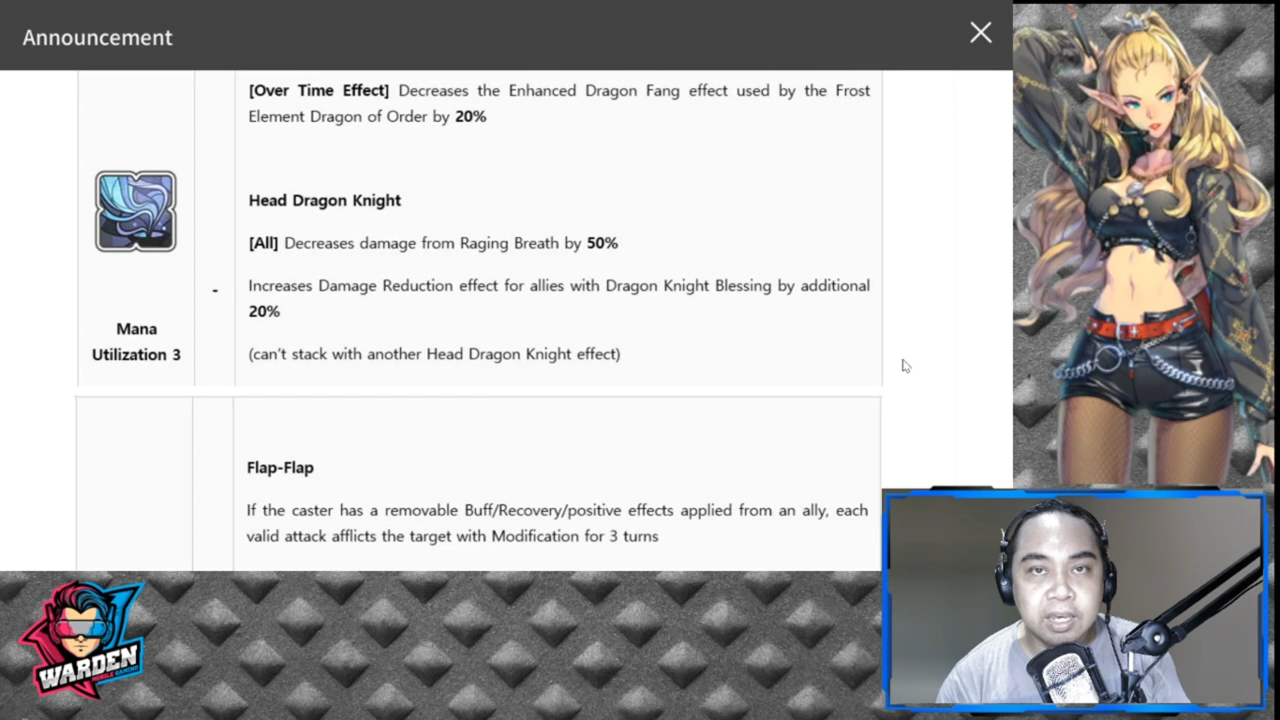 Announcement
[Over Time Effect] Decreases the Enhanced Dragon Fang effect used by the Frost
Element Dragon of Order by 20%
Head Dragon Knight
[All] Decreases damage from Raging Breath by 50%
-
Increases Damage Reduction effect for allies with Dragon Knight Blessing by additional
20%
Mana
Utilization 3
(can't stack with another Head Dragon Knight effect)
Flap-Flap
If the caster has a removable Buff/Recovery/positive effects applied from an ally, each
valid attack afflicts the target with Modification for 3 turns
WARDEN
MOBILE GAMING